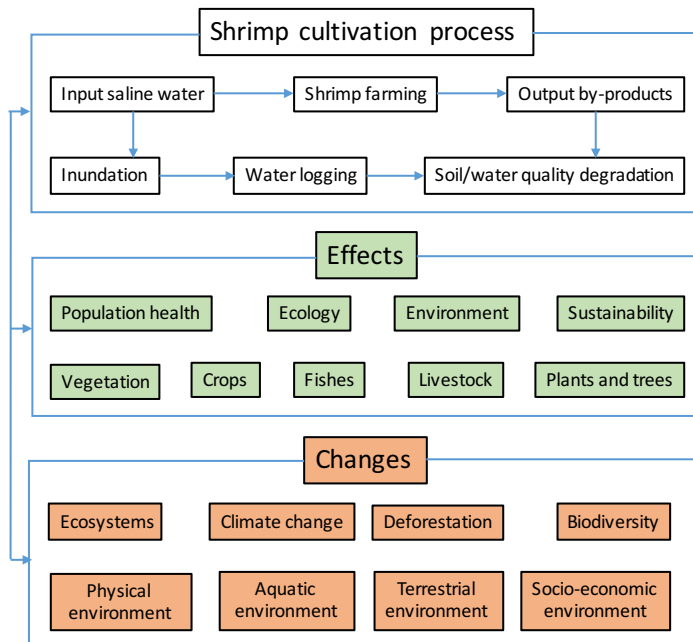 Shrimp cultivation process
Input saline water
Shrimp farming
Output by-products
Inundation
Water logging
Soil/water quality degradation
Effects
Population health
Ecology
Environment
Sustainability
Vegetation
Crops
Fishes
Livestock
Plants and trees
Changes
Ecosystems
Climate change
Deforestation
Biodiversity
Physical
environment
Aquatic
environment
Terrestrial
environment
Socio-economic
environment